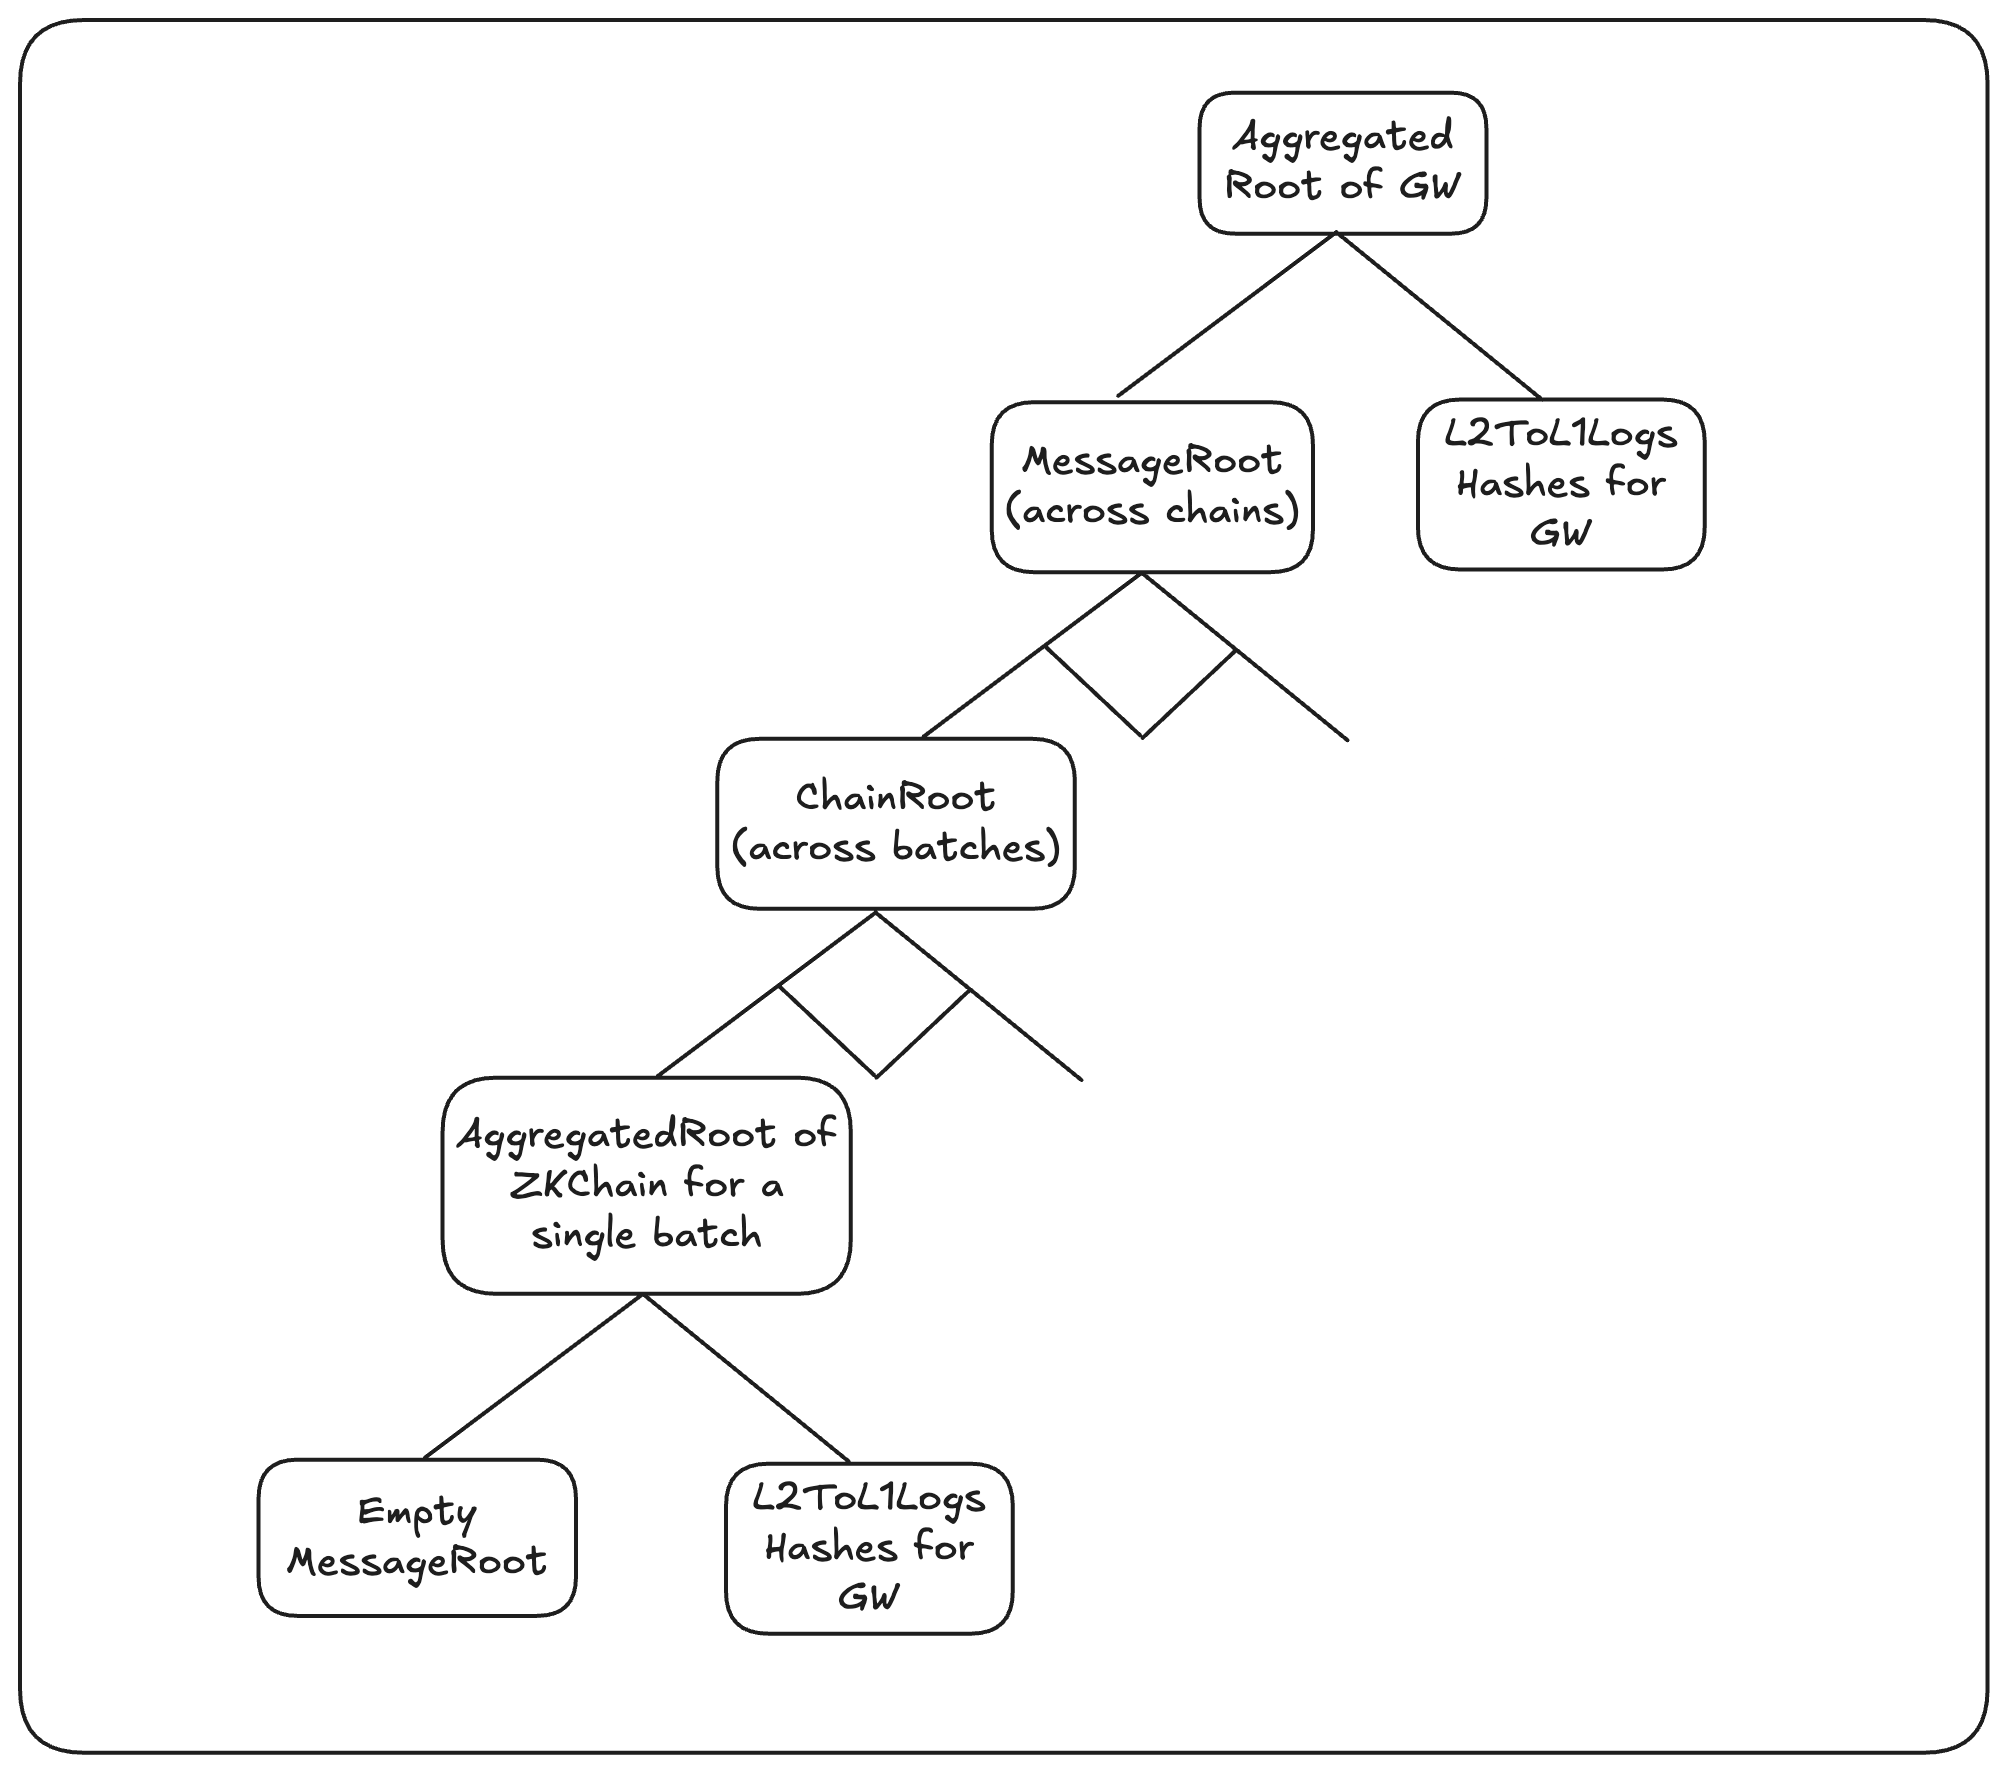 Aggregated
Root of GW
MessageRoot
(across chains)
L2ToL1Logs
Hashes for
GW
ChainRoot
(across batches)
AggregatedRoot of
ZKChain for a
single batch
Empty
MessageRoot
L2ToL1Logs
Hashes for
GW